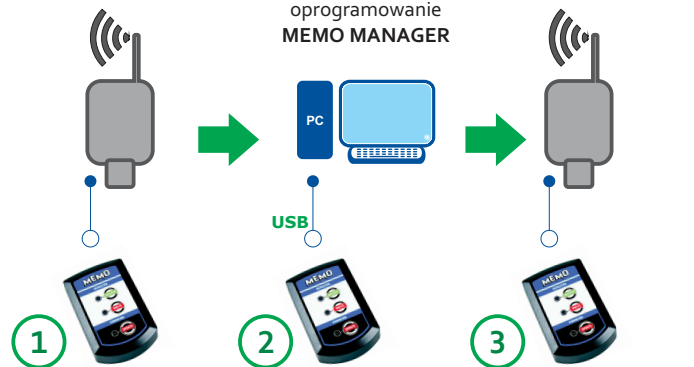 oprogramowanie
MEMO MANAGER
PC
USB
MEMO
MEMO
MEMO
1
2
3